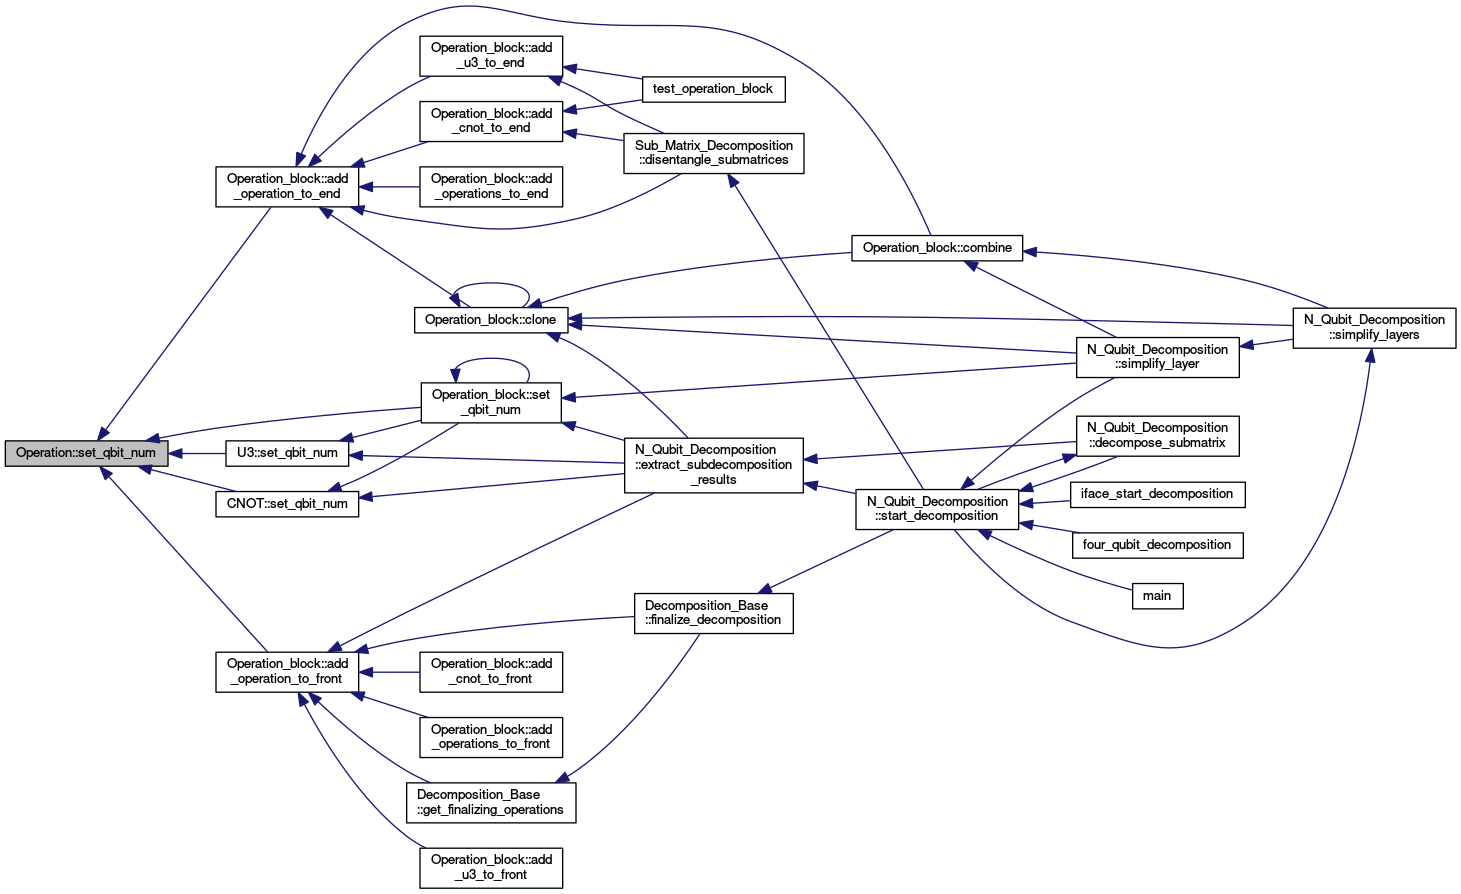 Operation::set_qbit_num
Operation_block::add
_operation_to_end
Operation_block::set
_qbit_num
U3::set_qbit_num
CNOT::set_qbit_num
Operation_block::add
_operation_to_front
Operation_block::add
_u3_to_end
Operation_block::add
_cnot_to_end
Operation_block::add
_operations_to_end
Operation_block::clone
Operation_block::add
_cnot_to_front
Operation_block::add
_operations_to_front
Decomposition_Base
::get_finalizing_operations
Operation_block::add
_u3_to_front
test_operation_block
Sub_Matrix_Decomposition
::disentangle_submatrices
N_Qubit_Decomposition
::extract_subdecomposition
_results
Decomposition_Base
::finalize_decomposition
Operation_block::combine
N_Qubit_Decomposition
::start_decomposition
N_Qubit_Decomposition
::simplify_layer
N_Qubit_Decomposition
::decompose_submatrix
iface_start_decomposition
four_qubit_decomposition
main
N_Qubit_Decomposition
::simplify_layers